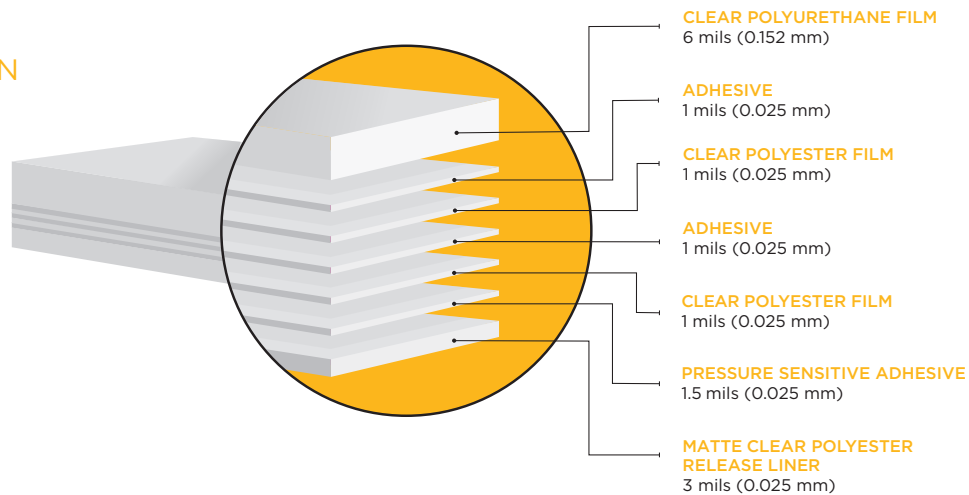 N
CLEAR POLYURETHANE FILM
6 mils (0.152 mm)
ADHESIVE
1 mils (0.025 mm)
CLEAR POLYESTER FILM
1 mils (0.025 mm)
ADHESIVE
1 mils (0.025 mm)
CLEAR POLYESTER FILM
1 mils (0.025 mm)
PRESSURE SENSITIVE ADHESIVE
1.5 mils (0.025 mm)
MATTE CLEAR POLYESTER
RELEASE LINER
3 mils (0.025 mm)